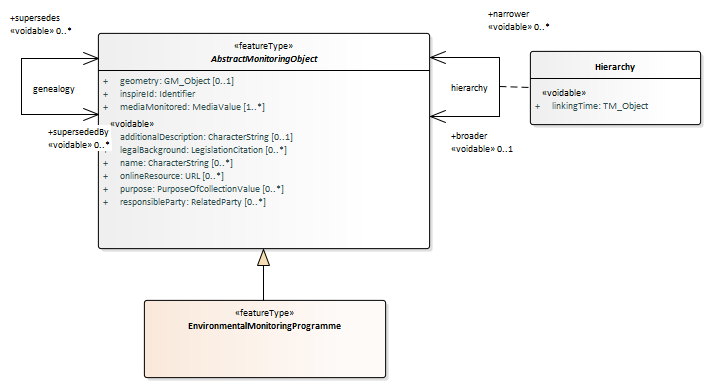 +supersedes
«voidable» 0..*
genealogy
+supersededBy
«voidable» 0..*
«featureType»
AbstractMonitoringObject
+ geometry: GM_Object [0..1]
+ inspireId: Identifier
+ mediaMonitored: MediaValue [1..*]
«voidable»
+ additionalDescription: CharacterString [0..1]
+ legalBackground: LegislationCitation [0..*]
+ name: CharacterString [0..*]
+ onlineResource: URL [0..*]
+ purpose: PurposeOfCollectionValue [0..*]
+ responsibleParty: RelatedParty [0..*]
+narrower
«voidable» 0..*
hierarchy
+broader
«voidable» 0..1
Hierarchy
«voidable»
+ linkingTime: TM_Object
«featureType»
EnvironmentalMonitoringProgramme